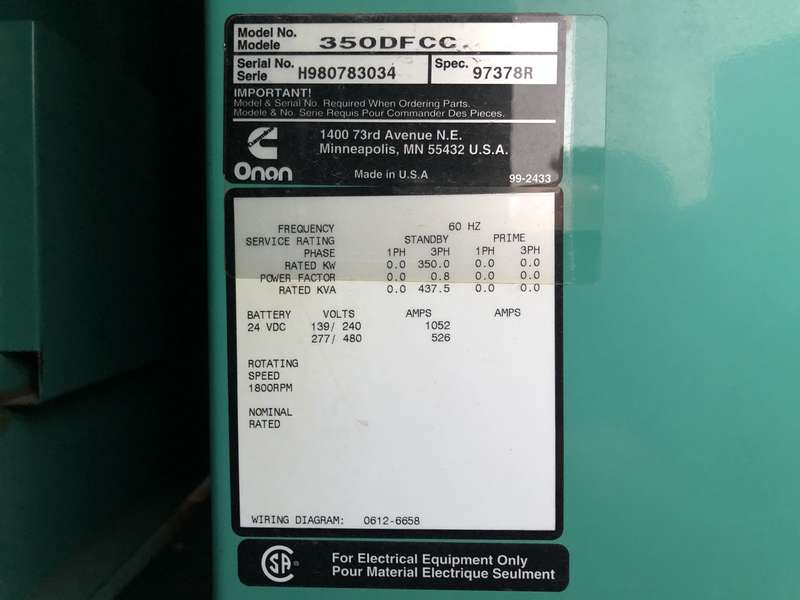 Model No.
Modele 350DFCC
Serial No.
Serie H980783034 Spec. 97378R
IMPORTANT!
Model & Serial No. Required When Ordering Parts.
Modele & No. Serie Requis Pour Commander Des Pieces.
1400 73rd Avenue N.E.
Minneapolis, MN 55432 U.S.A.
Onan Made in U.S.A 99-2433
FREQUENCY 60 HZ
SERVICE RATING STANDBY PRIME
PHASE 1PH 3PH 1PH 3PH
RATED KW 0.0 350.0 0.0 0.0
POWER FACTOR 0.0 0.8 0.0 0.0
RATED KVA 0.0 437.5 0.0 0.0
BATTERY VOLTS AMPS AMPS
24 VDC 139/ 240 1052
277/ 480 526
ROTATING
SPEED
1800RPM
NOMINAL
RATED
WIRING DIAGRAM: 0612-6658
CSA ® For Electrical Equipment Only
Pour Material Electrique Seulment